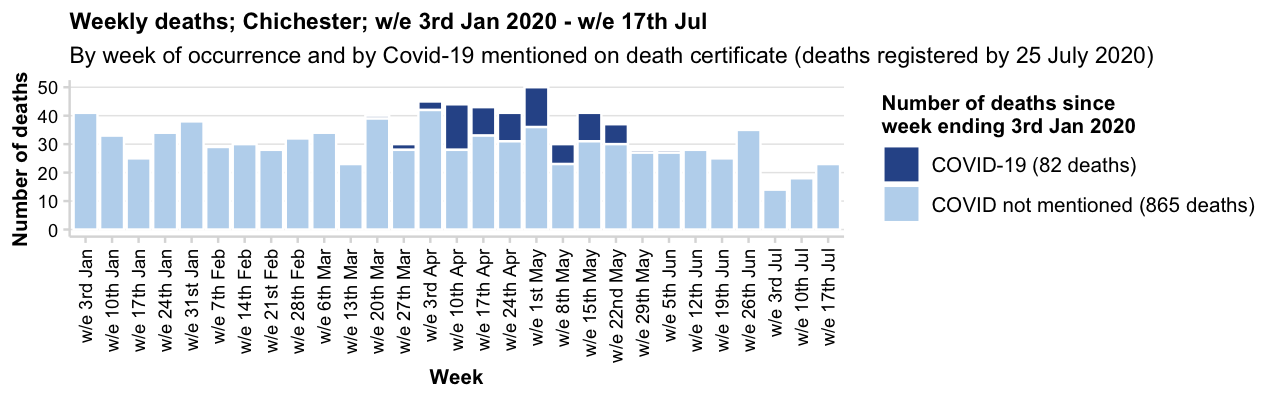 Weekly deaths; Chichester; w/e 3rd Jan 2020 - w/e 17th Jul
By week of occurrence and by Covid-19 mentioned on death certificate (deaths registered by 25 July 2020)
Number of deaths
50
40
30
20
10
0
w/e 3rd Jan
w/e 10th Jan
w/e 17th Jan
w/e 24th Jan
w/e 31st Jan
w/e 7th Feb
w/e 14th Feb
w/e 21st Feb
w/e 28th Feb
w/e 6th Mar
w/e 13th Mar
w/e 20th Mar
w/e 27th Mar
w/e 3rd Apr
w/e 10th Apr
w/e 17th Apr
w/e 24th Apr
w/e 1st May
w/e 8th May
w/e 15th May
w/e 22nd May
w/e 29th May
w/e 5th Jun
w/e 12th Jun
w/e 19th Jun
w/e 26th Jun
w/e 3rd Jul
w/e 10th Jul
w/e 17th Jul
Week
Number of deaths since
week ending 3rd Jan 2020
COVID-19 (82 deaths)
COVID not mentioned (865 deaths)